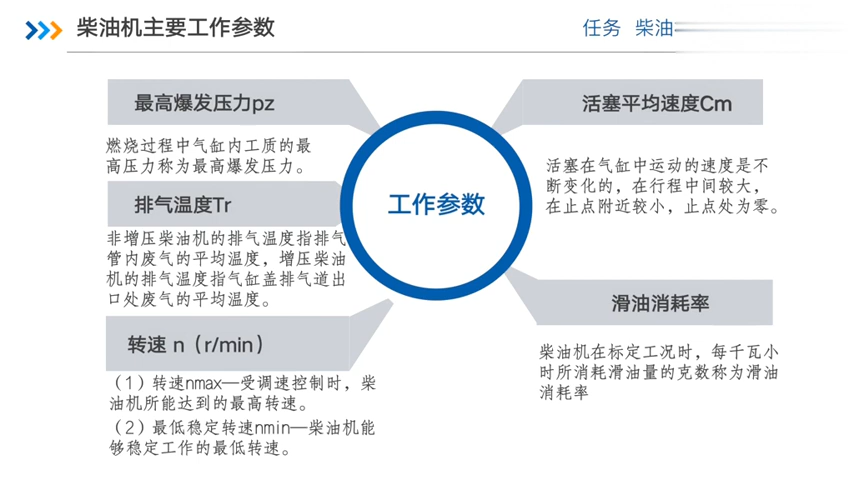 柴油机主要工作参数
任务 柴油
最高爆发压力pz
燃烧过程中气缸内工质的最
高压力称为最高爆发压力。
排气温度Tr
非增压柴油机的排气温度指排气
管内废气的平均温度，增压柴油
机的排气温度指气缸盖排气道出
口处废气的平均温度。
转速 n（r/min）
（1）转速nmax—受调速控制时，柴
油机所能达到的最高转速。
（2）最低稳定转速nmin—柴油机能
够稳定工作的最低转速。
工作参数
活塞平均速度Cm
活塞在气缸中运动的速度是不
断变化的，在行程中间较大，
在止点附近较小，止点处为零。
滑油消耗率
柴油机在标定工况时，每千瓦小
时所消耗滑油量的克数称为滑油
消耗率